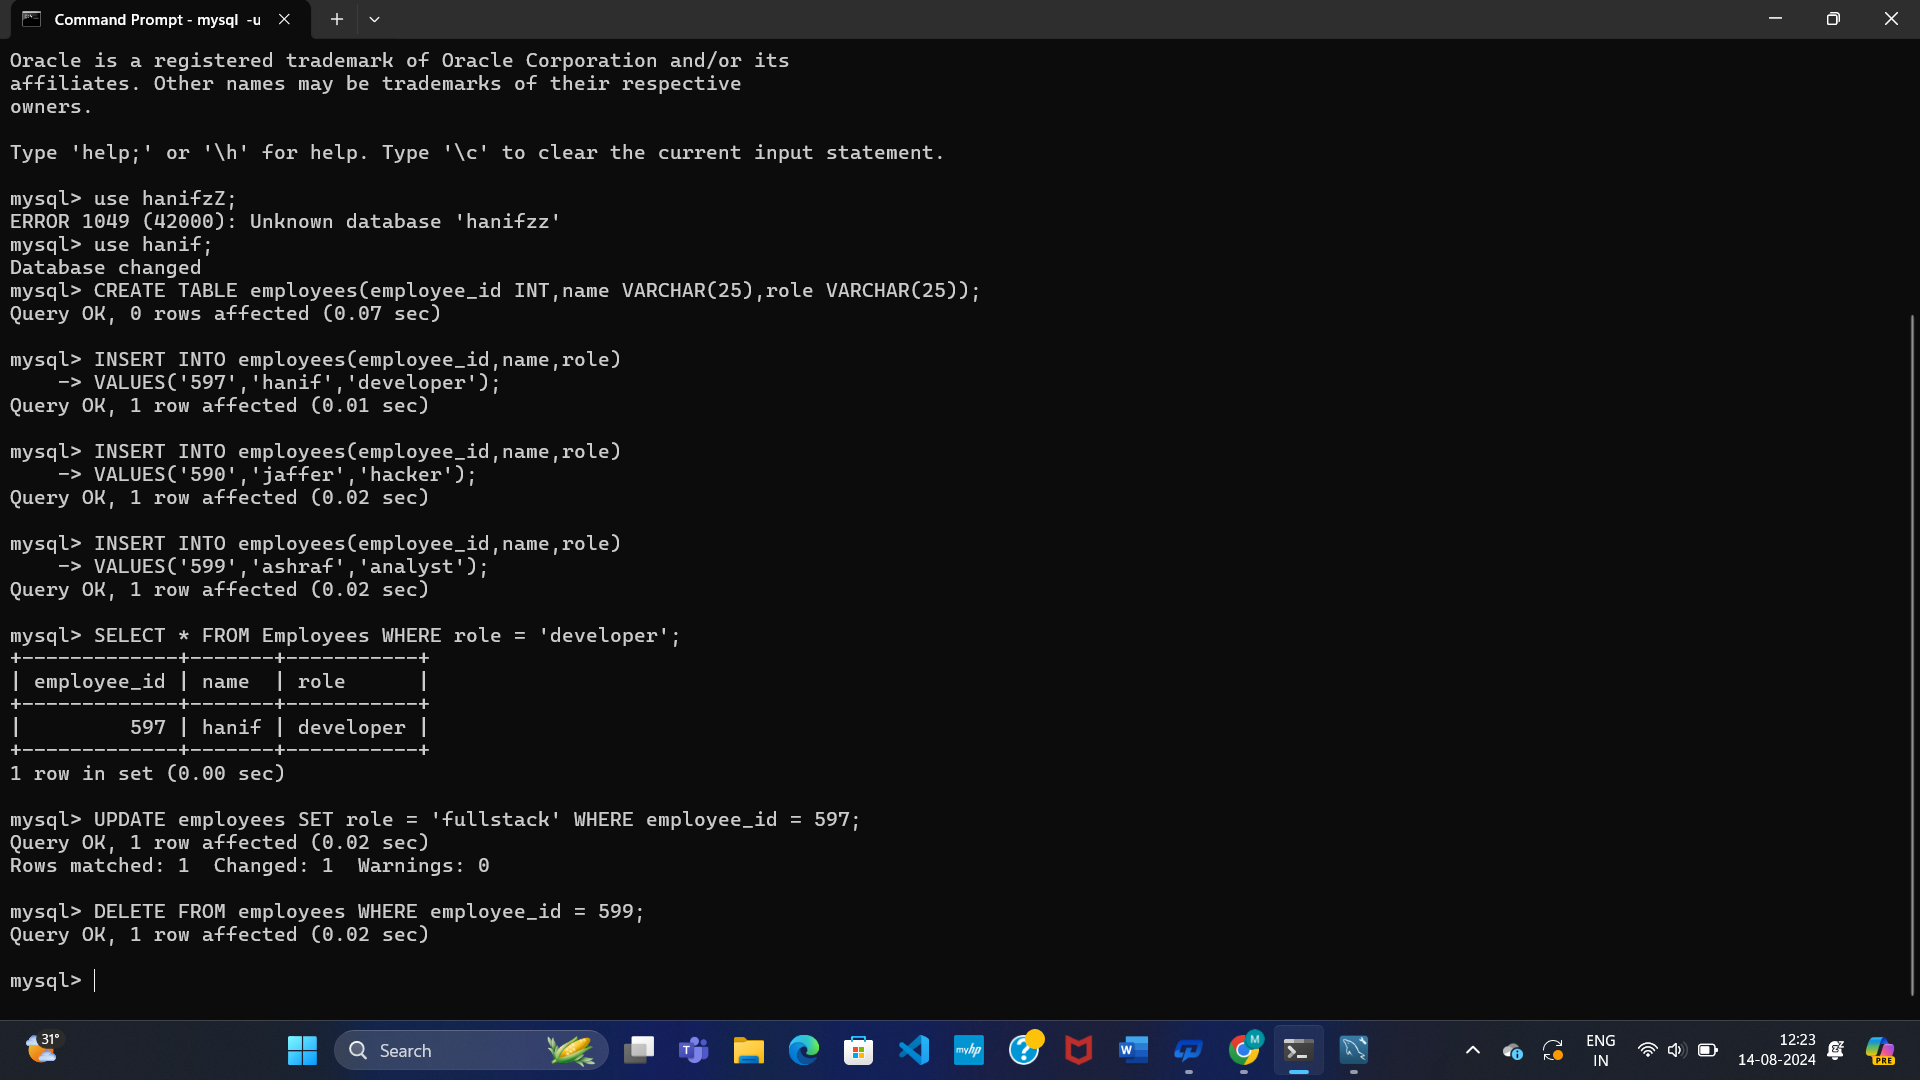 Command Prompt - mysql  -u
Oracle is a registered trademark of Oracle Corporation and/or its
affiliates. Other names may be trademarks of their respective
owners.
Type 'help;' or '\h' for help. Type '\c' to clear the current input statement.
mysql> use hanifzZ;
ERROR 1049 (42000): Unknown database 'hanifzz'
mysql> use hanif;
Database changed
mysql> CREATE TABLE employees(employee_id INT,name VARCHAR(25),role VARCHAR(25));
Query OK, 0 rows affected (0.07 sec)
mysql> INSERT INTO employees(employee_id,name,role)
    -> VALUES('597','hanif','developer');
Query OK, 1 row affected (0.01 sec)
mysql> INSERT INTO employees(employee_id,name,role)
    -> VALUES('590','jaffer','hacker');
Query OK, 1 row affected (0.02 sec)
mysql> INSERT INTO employees(employee_id,name,role)
    -> VALUES('599','ashraf','analyst');
Query OK, 1 row affected (0.02 sec)
mysql> SELECT * FROM Employees WHERE role = 'developer';
+-------------+-------+-----------+
| employee_id | name  | role      |
+-------------+-------+-----------+
|         597 | hanif | developer |
+-------------+-------+-----------+
1 row in set (0.00 sec)
mysql> UPDATE employees SET role = 'fullstack' WHERE employee_id = 597;
Query OK, 1 row affected (0.02 sec)
Rows matched: 1  Changed: 1  Warnings: 0
mysql> DELETE FROM employees WHERE employee_id = 599;
Query OK, 1 row affected (0.02 sec)
mysql>
31°
Search
T
myhp
?
W
M
ENG
IN
12:23
14-08-2024
PRE